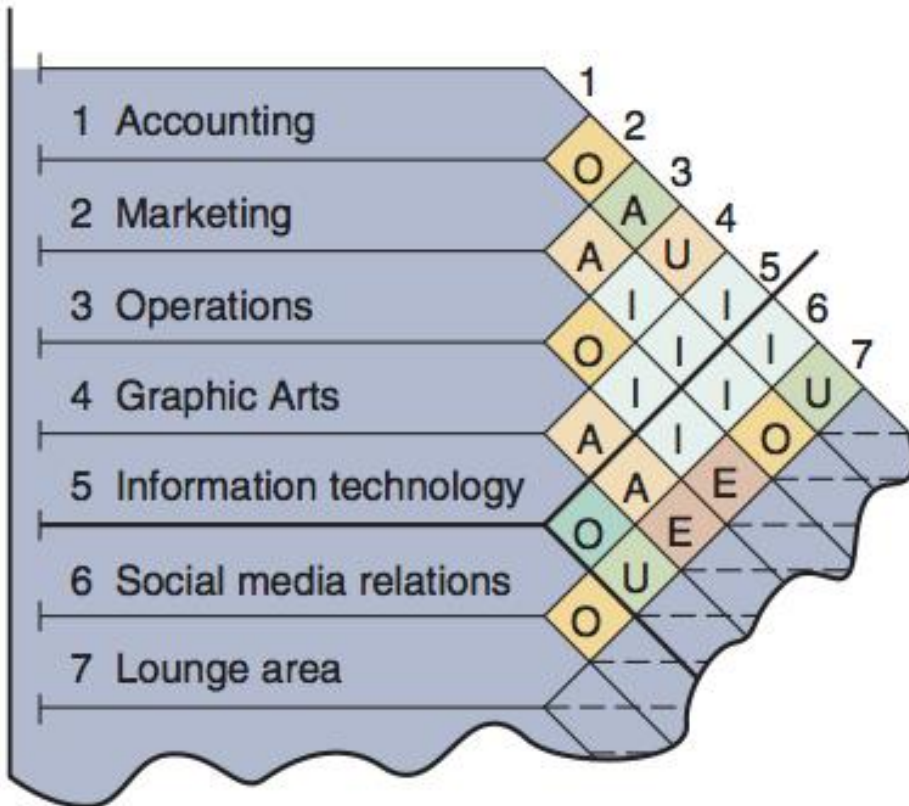 1
1 Accounting 2
O 3
2 Marketing A 4
A U 5
3 Operations I I 6
O I I 7
4 Graphic Arts I I U
A I O
5 Information technology A E
O E
6 Social media relations U
O
7 Lounge area